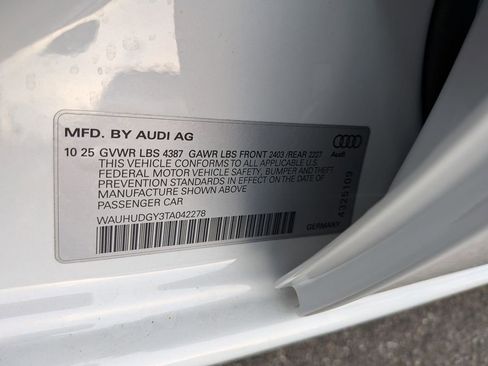 MFD. BY AUDI AG
10 25 GVWR LBS 4387 GAWR LBS FRONT 2403 /REAR 2227
THIS VEHICLE CONFORMS TO ALL APPLICABLE U.S.
FEDERAL MOTOR VEHICLE SAFETY, BUMPER AND THEFT
PREVENTION STANDARDS IN EFFECT ON THE DATE OF
MANUFACTURE SHOWN ABOVE
PASSENGER CAR
WAUHUDGY3TA042278
Audi
4325109
GERMANY